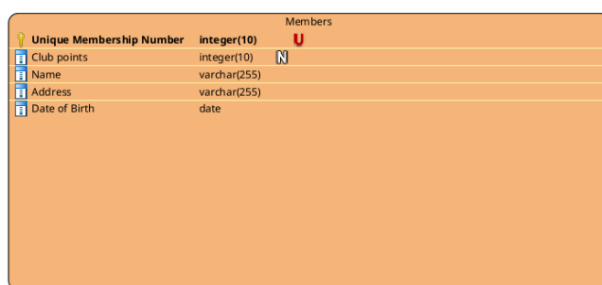 Members
Unique Membership Number integer(10) U
Club points integer(10) N
Name varchar(255)
Address varchar(255)
Date of Birth date